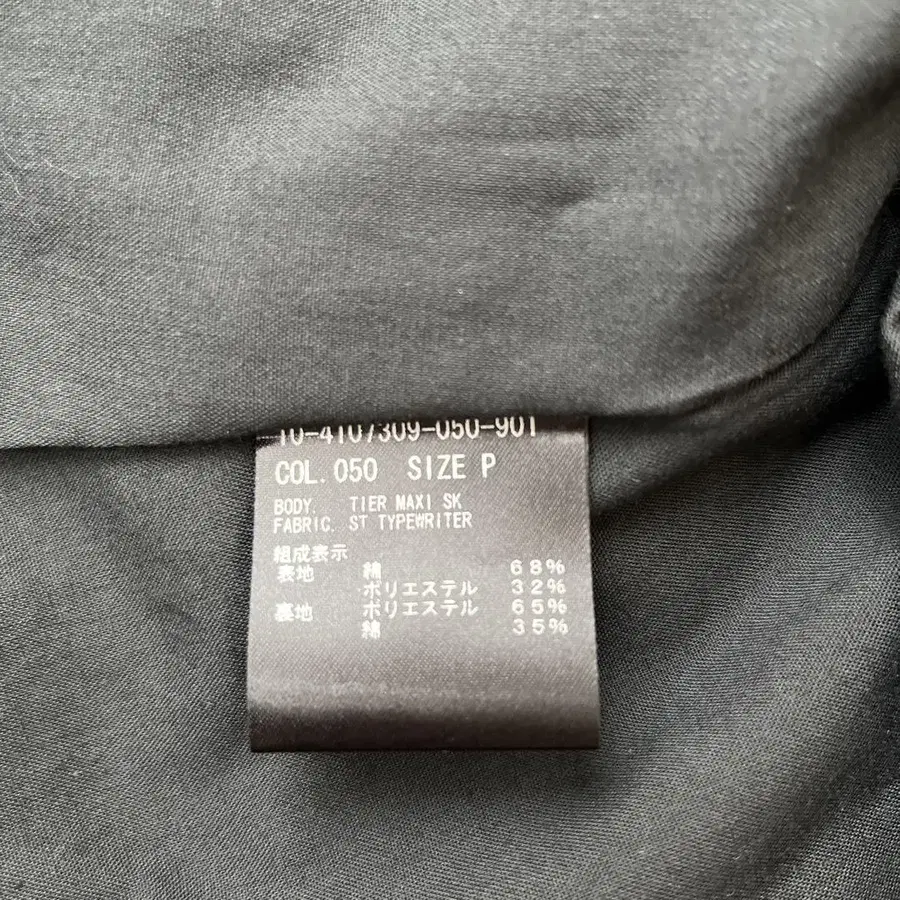 10-4107309-050-901
COL.050 SIZE P
BODY. TIER MAXI SK
FABRIC. ST TYPEWRITER
組成表示
表地 綿 68%
ポリエステル 32%
裏地 ポリエステル 65%
綿 35%